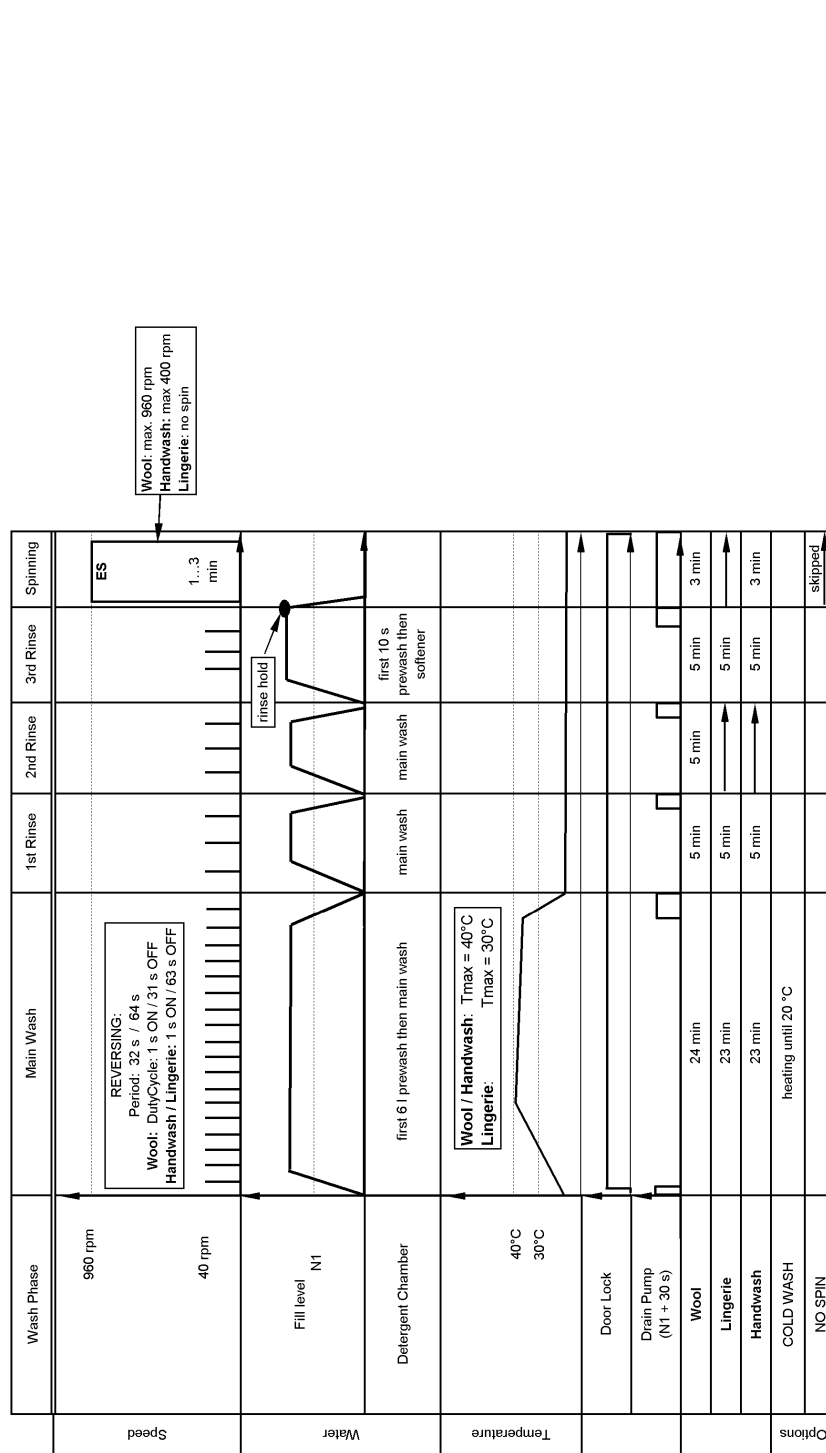 Wash Phase
Main Wash
1st Rinse
2nd Rinse
3rd Rinse
Spinning
Speed
960 rpm
40 rpm
REVERSING:
Period: 32 s / 64 s
Wool: DutyCycle: 1 s ON / 31 s OFF
Handwash / Lingerie: 1 s ON / 63 s OFF
ES
1...3
min
Wool: max. 960 rpm
Handwash: max 400 rpm
Lingerie: no spin
Water
Fill level
N1
rinse hold
Detergent Chamber
first 6 l prewash then main wash
main wash
main wash
first 10 s
prewash then
softener
Temperature
40°C
30°C
Wool / Handwash: Tmax = 40°C
Lingerie: Tmax = 30°C
Door Lock
Drain Pump
(N1 + 30 s)
Wool
24 min
5 min
5 min
5 min
3 min
Lingerie
23 min
5 min
5 min
Handwash
23 min
5 min
5 min
3 min
Options
COLD WASH
heating until 20 °C
NO SPIN
skipped